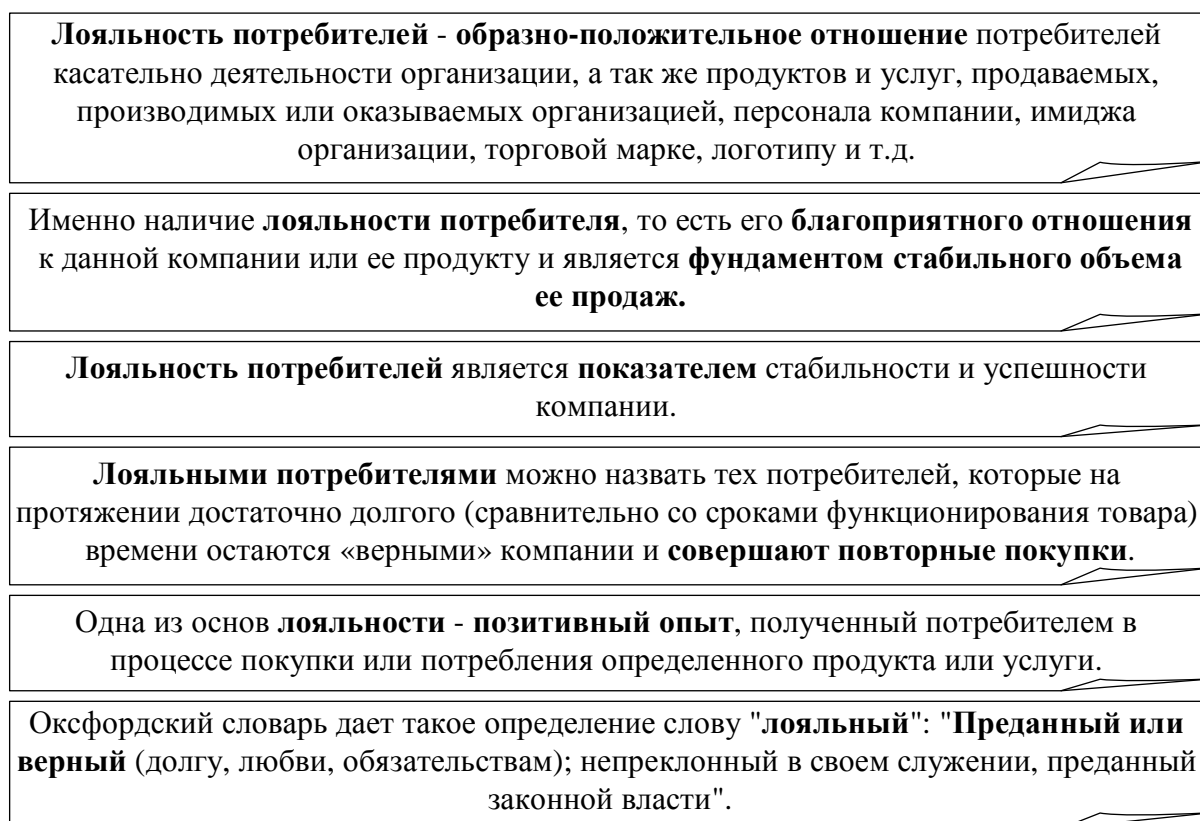 Лояльность потребителей - образно-положительное отношение потребителей
касательно деятельности организации, а так же продуктов и услуг, продаваемых,
производимых или оказываемых организацией, персонала компании, имиджа
организации, торговой марке, логотипу и т.д.
Именно наличие лояльности потребителя, то есть его благоприятного отношения
к данной компании или ее продукту и является фундаментом стабильного объема
ее продаж.
Лояльность потребителей является показателем стабильности и успешности
компании.
Лояльными потребителями можно назвать тех потребителей, которые на
протяжении достаточно долгого (сравнительно со сроками функционирования товара)
времени остаются «верными» компании и совершают повторные покупки.
Одна из основ лояльности - позитивный опыт, полученный потребителем в
процессе покупки или потребления определенного продукта или услуги.
Оксфордский словарь дает такое определение слову "лояльный": "Преданный или
верный (долгу, любви, обязательствам); непреклонный в своем служении, преданный
законной власти".